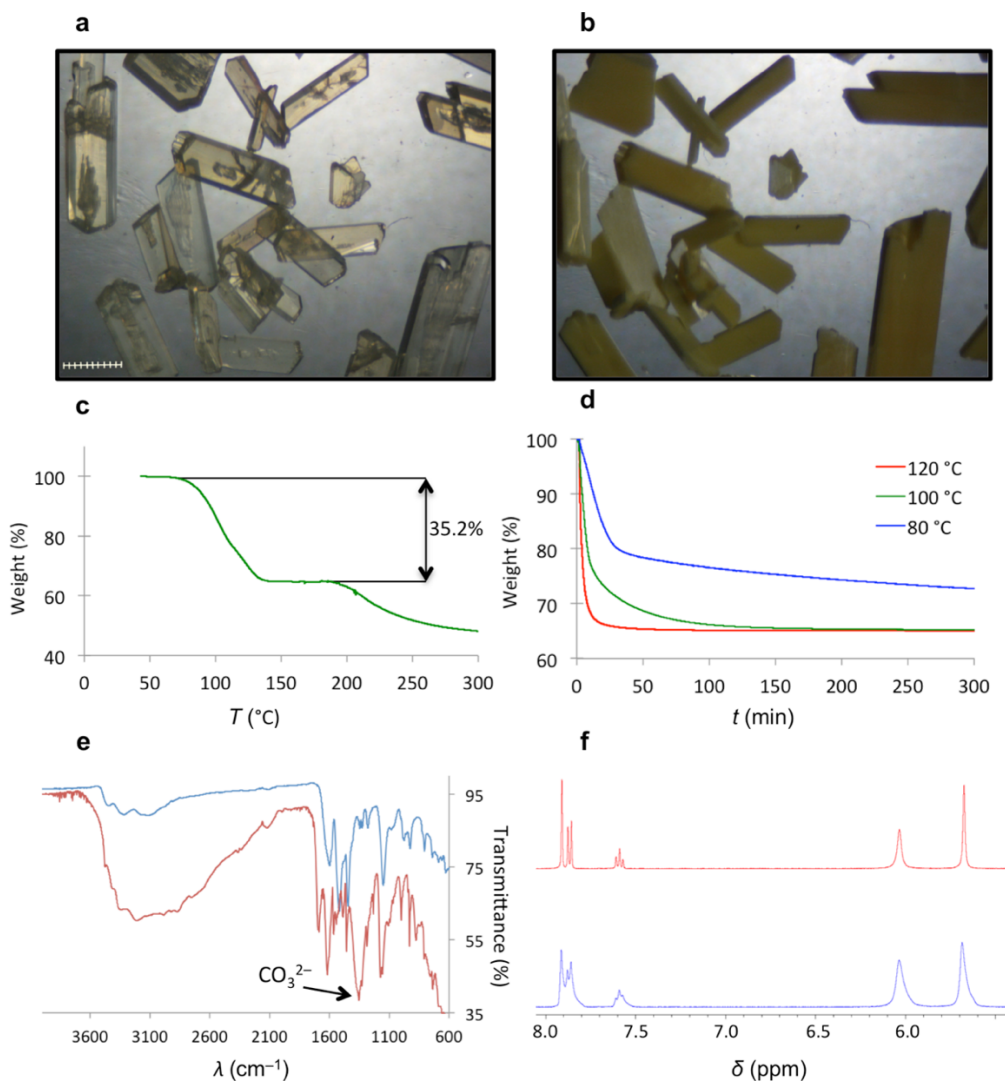 a
b
c
d
100
80
60
40
Weight (%)
35.2%
0
50
100
150
200
250
300
T (°C)
100
90
80
70
60
Weight (%)
120 °C
100 °C
80 °C
0
50
100
150
200
250
300
t (min)
e
f
95
75
55
35
Transmittance (%)
CO₃²⁻
3600
3100
2600
2100
1600
1100
600
λ (cm⁻¹)
8.0
7.5
7.0
6.5
6.0
δ (ppm)